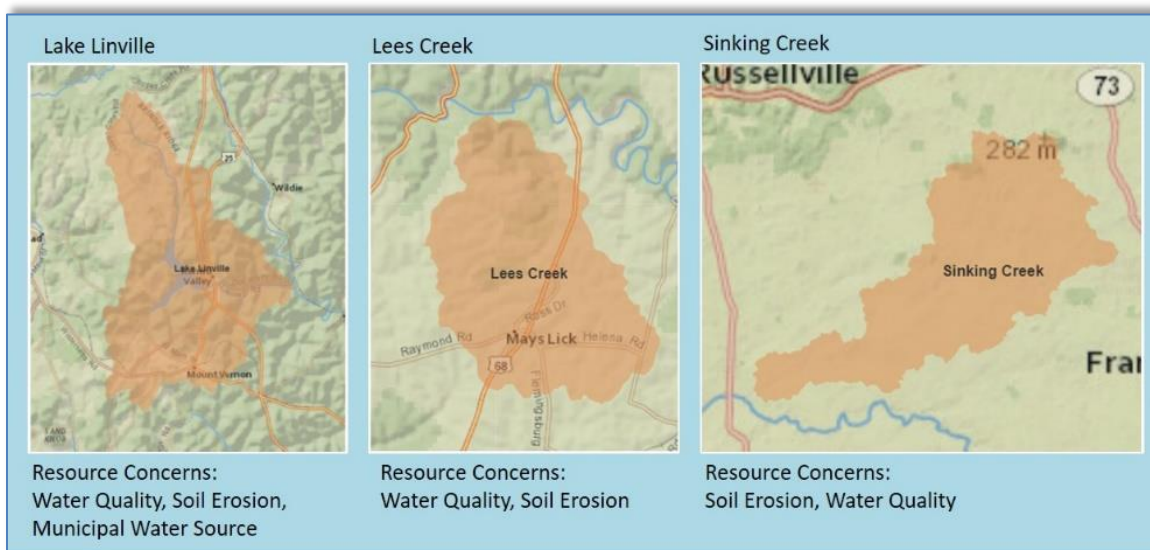 Lake Linville
Lees Creek
Sinking Creek
25
Wildie
Lake Linville
Valley
Mount Vernon
Lees Creek
Ross Dr
Raymond Rd
Mays Lick
Helena Rd
68
Flemingsburg
Russellville
73
282 m
Sinking Creek
Fra
Resource Concerns:
Water Quality, Soil Erosion,
Municipal Water Source
Resource Concerns:
Water Quality, Soil Erosion
Resource Concerns:
Soil Erosion, Water Quality